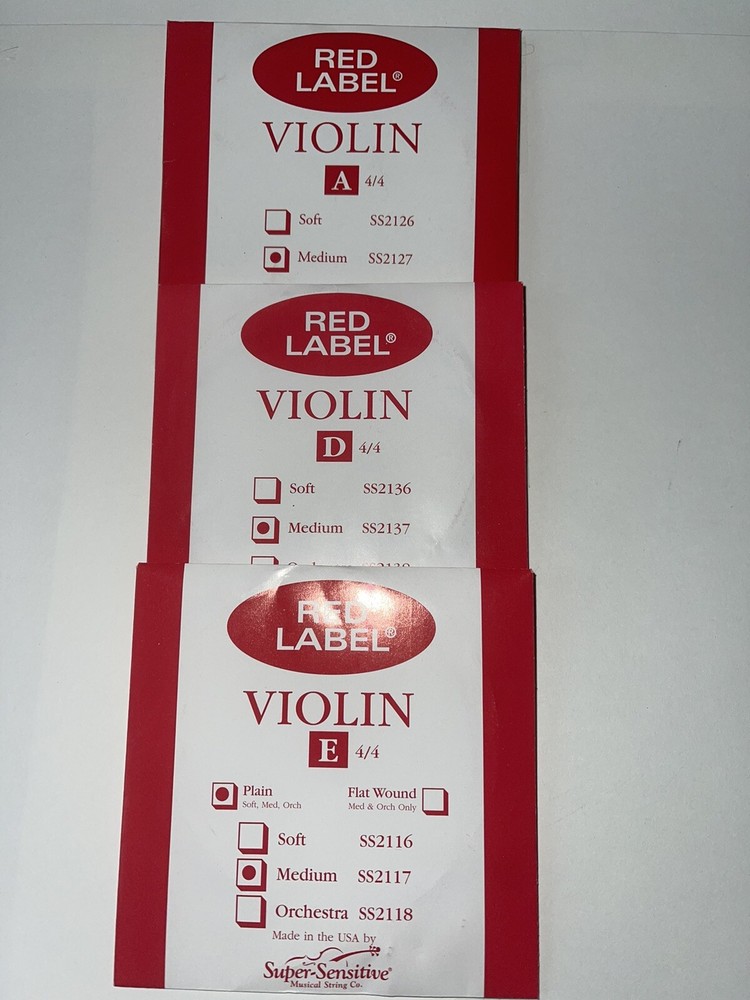 RED
LABEL®
VIOLIN
A 4/4
Soft SS2126
Medium SS2127
RED
LABEL®
VIOLIN
D 4/4
Soft SS2136
Medium SS2137
RED
LABEL®
VIOLIN
E 4/4
Plain Flat Wound
Soft, Med, Orch Med & Orch Only
Soft SS2116
Medium SS2117
Orchestra SS2118
Made in the USA by
Super-Sensitive®
Musical String Co.